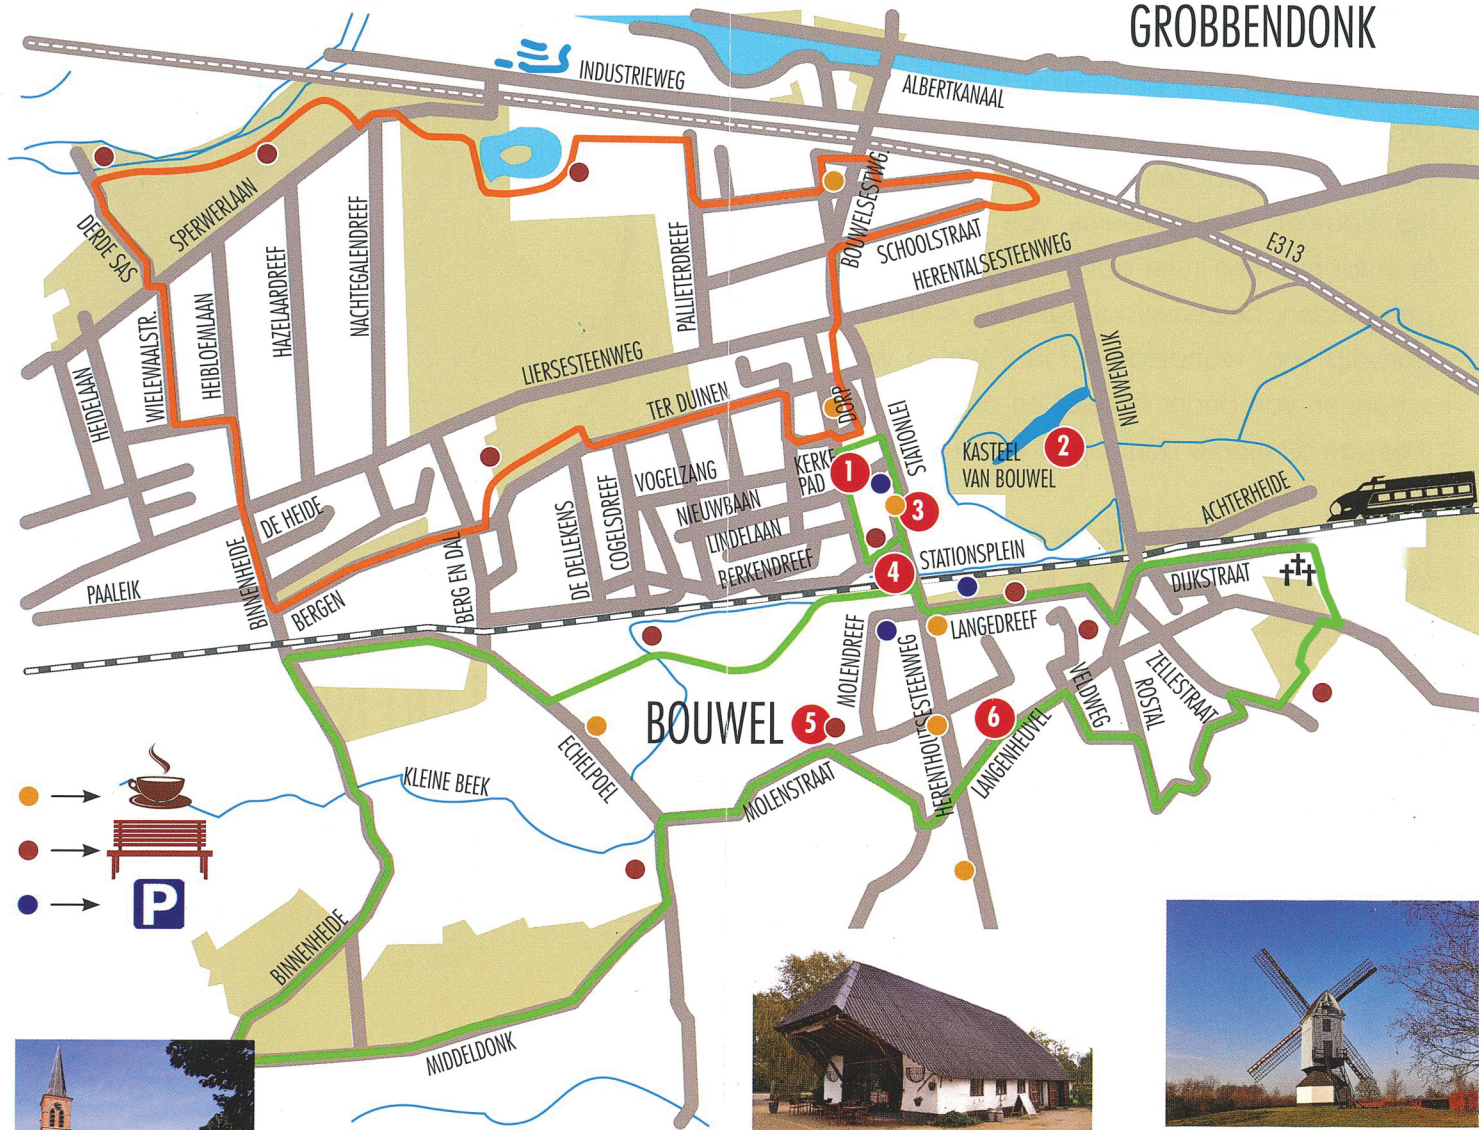 GROBBENDONK
INDUSTRIEWEG
ALBERTKANAAL
BOUWELSESTWG.
SPERWERLAAN
DERDE SAS
NACHTEGALENDREEF
HAZELAARDREEF
HEIBLOEMLAAN
WIELEWAALSTR.
HEIDELAAN
PALLIETERDREEF
SCHOOLSTRAAT
HERENTALSESTEENWEG
E313
LIERSESTEENWEG
NIEUWENDIJK
TER DUINEN
DORP
STATIONLEI
KASTEEL
VAN BOUWEL
2
KERKE
PAD
1
VOGELZANG
NIEUWBAAN
LINDELAAN
BERKENDREEF
COGELSDREEF
DE DELLEKENS
3
ACHTERHEIDE
DE HEIDE
BINNENHEIDE
BERG EN DAL
PAALEIK
BERGEN
STATIONSPLEIN
4
DIJKSTRAAT
LANGEDREEF
MOLENDREEF
HERENTHOUTSESTEENWEG
VELDWEG
ZELLESTRAAT
ROSTAL
BOUWEL
5
6
LANGENHEUVEL
ECHELPOEL
KLEINE BEEK
MOLENSTRAAT
P
BINNENHEIDE
MIDDELDONK